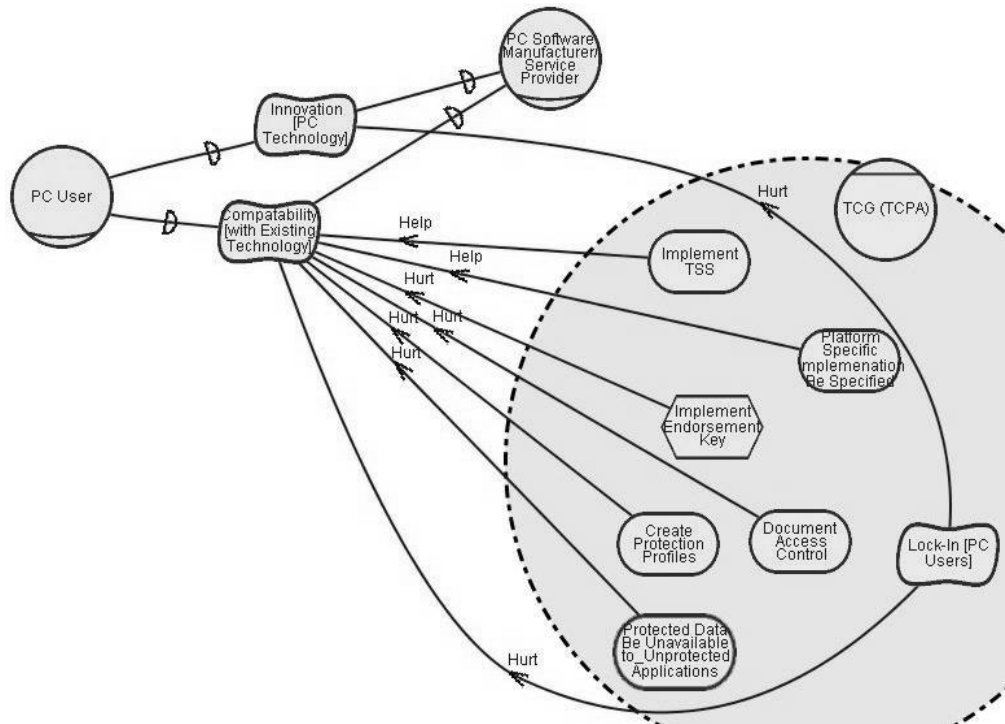 PC Software
Manufacturer/
Service
Provider
Innovation
[PC
Technology]
PC User
Compatability
[with Existing
Technology]
Hurt
TCG (TCPA)
Help
Implement
TSS
Help
Hurt
Platform
Specific
Implemenation
Be Specified
Hurt
Hurt
Hurt
Implement
Endorsement
Key
Create
Protection
Profiles
Document
Access
Control
Lock-In [PC
Users]
Protected Data
Be Unavailable
to_Unprotected
Applications
Hurt